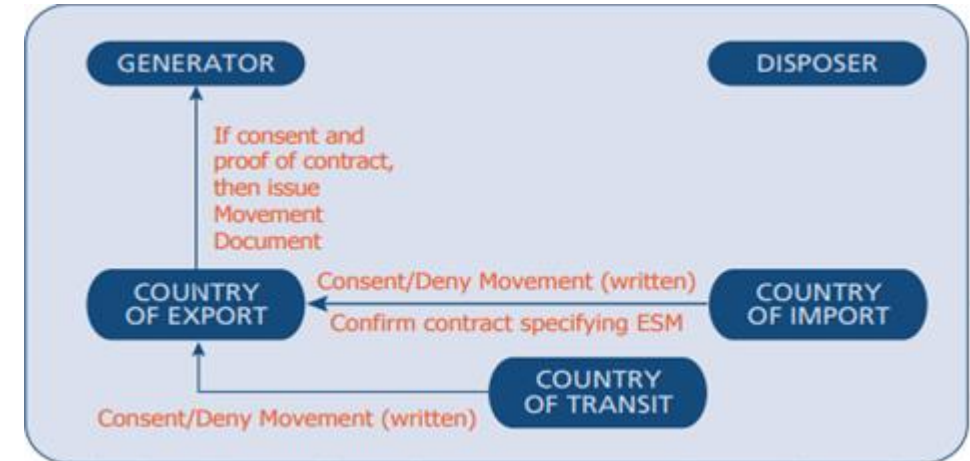 GENERATOR
DISPOSER
If consent and
proof of contract,
then issue
Movement
Document
COUNTRY
OF EXPORT
Consent/Deny Movement (written)
Confirm contract specifying ESM
COUNTRY
OF IMPORT
COUNTRY
OF TRANSIT
Consent/Deny Movement (written)